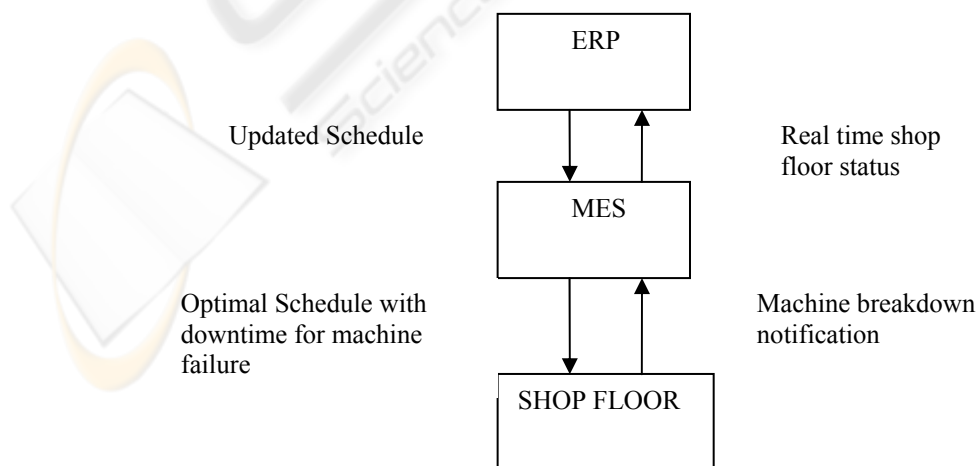 ERP
Updated Schedule
Real time shop
floor status
MES
Optimal Schedule with
downtime for machine
failure
Machine breakdown
notification
SHOP FLOOR